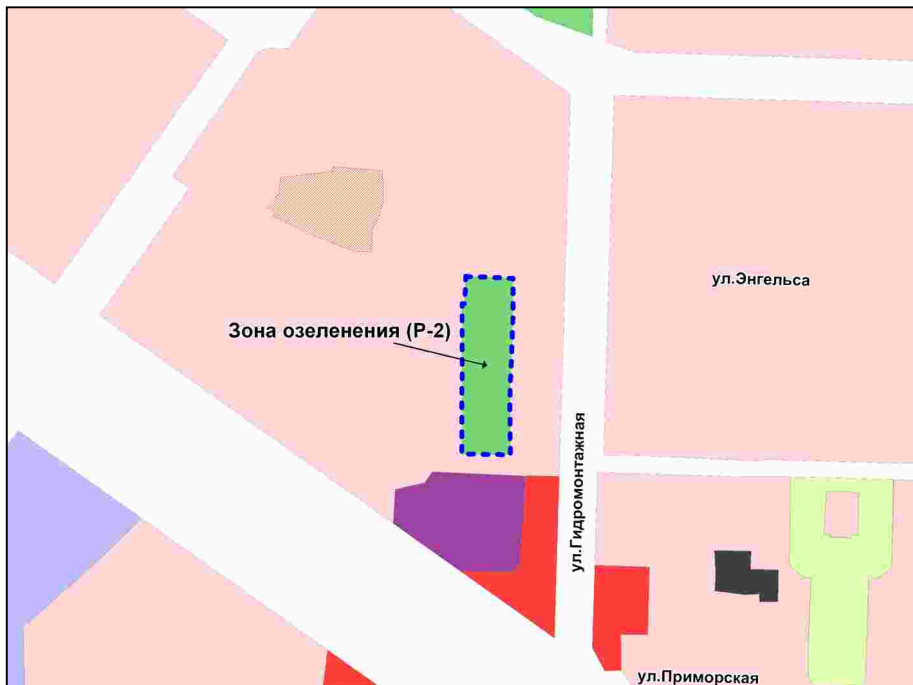 ул.Энгельса
Зона озеленения (Р-2)
ул.Гидромонтажная
ул.Приморская